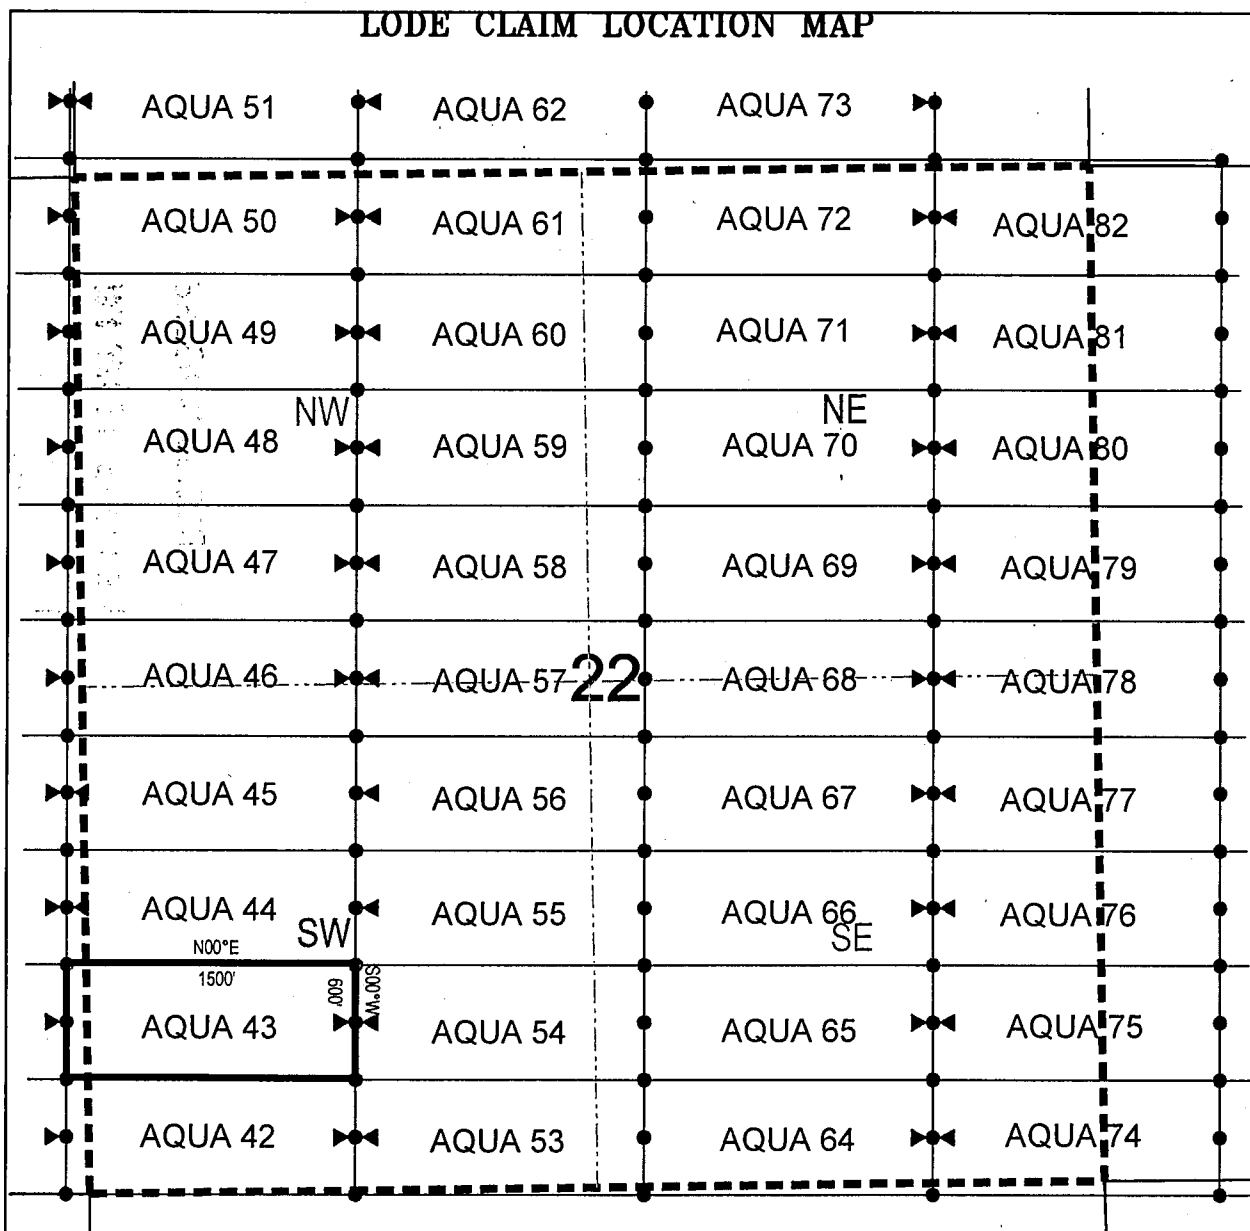 LODE CLAIM LOCATION MAP
AQUA 51 AQUA 62 AQUA 73
AQUA 50 AQUA 61 AQUA 72 AQUA 82
AQUA 49 AQUA 60 AQUA 71 AQUA 81
NW NE
AQUA 48 AQUA 59 AQUA 70 AQUA 80
AQUA 47 AQUA 58 AQUA 69 AQUA 79
AQUA 46 AQUA 57 22 AQUA 68 AQUA 78
AQUA 45 AQUA 56 AQUA 67 AQUA 77
AQUA 44 AQUA 55 AQUA 66 AQUA 76
SW SE
N00°E
1500'
600'
S00°W
AQUA 43 AQUA 54 AQUA 65 AQUA 75
AQUA 42 AQUA 53 AQUA 64 AQUA 74